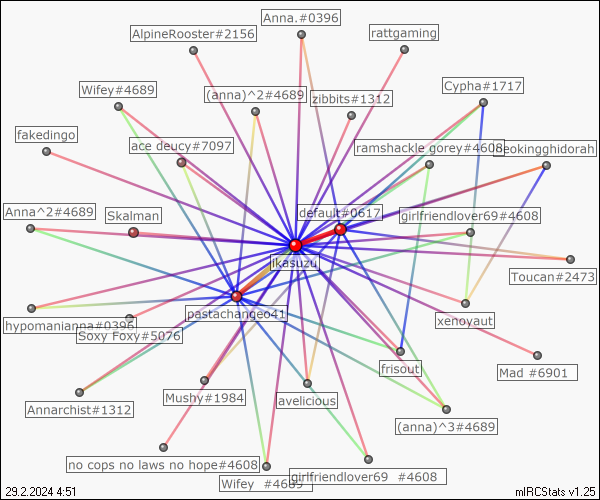 Anna.#0396
AlpineRooster#2156
rattgaming
Wifey#4689
(anna)^2#4689
zibbits#1312
Cypha#1717
fakedingo
ace deucy#7097
ramshackle gorey#4608
eokingghidorah
Anna^2#4689
Skalman
default#0617
girlfriendlover69#4608
ikasuzu
Toucan#2473
hypomanianna#0396
Soxy Foxy#5076
pastachangeo41
xenoyaut
frisout
Mad #6901
Annarchist#1312
Mushy#1984
avelicious
(anna)^3#4689
no cops no laws no hope#4608
Wifey #4689
girlfriendlover69 #4608
29.2.2024 4:51
mIRCStats v1.25